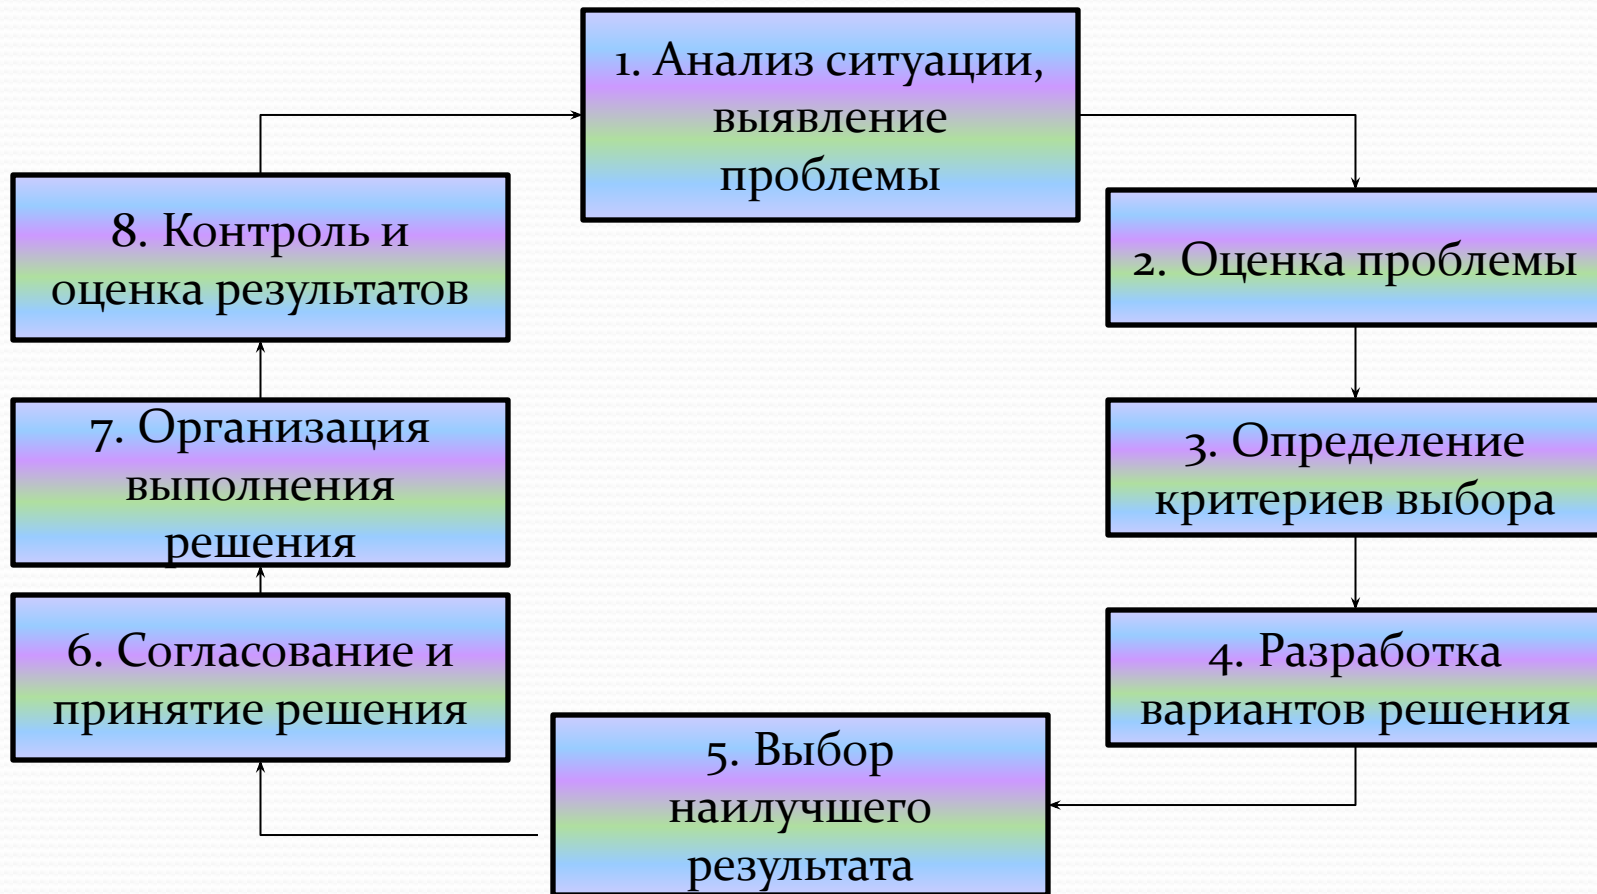 1. Анализ ситуации,
выявление
проблемы
2. Оценка проблемы
3. Определение
критериев выбора
4. Разработка
вариантов решения
5. Выбор
наилучшего
результата
6. Согласование и
принятие решения
7. Организация
выполнения
решения
8. Контроль и
оценка результатов